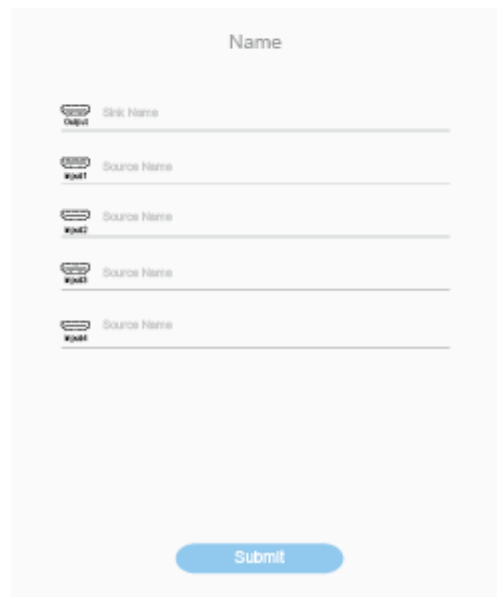 Name
Sink Name
Output
Source Name
Input1
Source Name
Input2
Source Name
Input3
Source Name
Input4
Submit